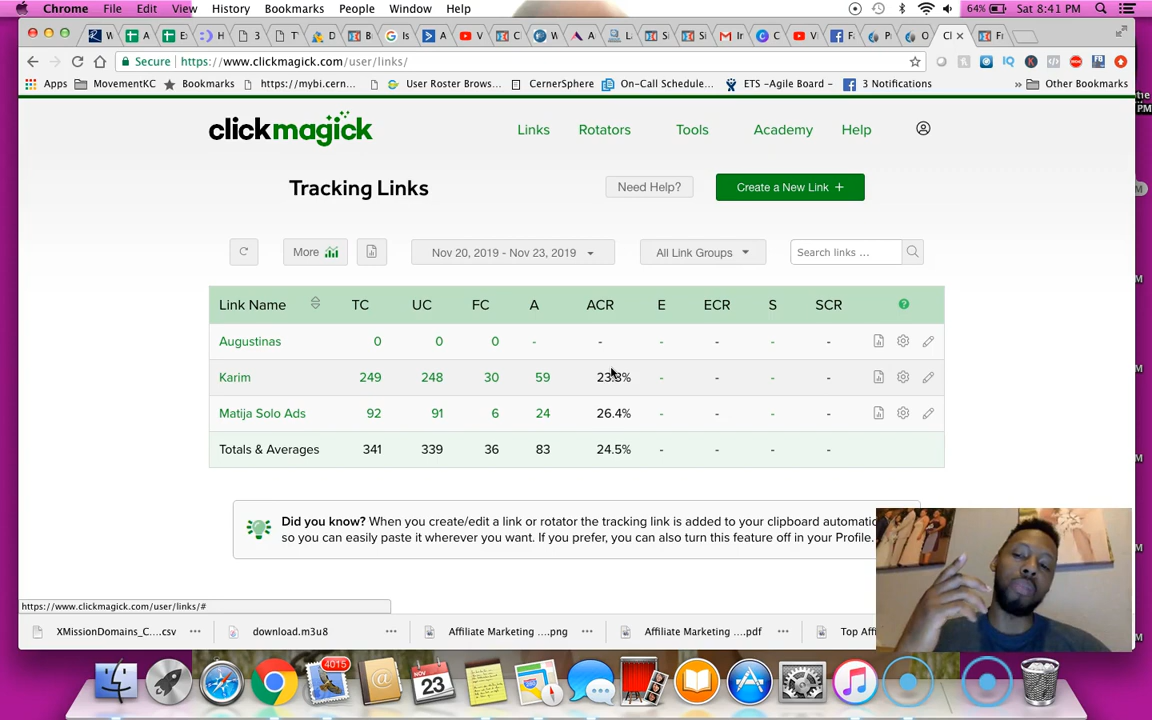 Chrome File Edit View History Bookmarks People Window Help 64% Sat 8:41 PM
Secure https://www.clickmagick.com/user/links/
Apps MovementKC Bookmarks https://mybi.cern... User Roster Brows... CernerSphere On-Call Schedule... ETS -Agile Board - 3 Notifications » Other Bookmarks
clickmagick Links Rotators Tools Academy Help
Tracking Links Need Help? Create a New Link +
More Nov 20, 2019 - Nov 23, 2019 All Link Groups Search links ...
Link Name TC UC FC A ACR E ECR S SCR ?
Augustinas 0 0 0 - - - - - -
Karim 249 248 30 59 23.3% - - - -
Matija Solo Ads 92 91 6 24 26.4% - - - -
Totals & Averages 341 339 36 83 24.5% - - - -
Did you know? When you create/edit a link or rotator the tracking link is added to your clipboard
so you can easily paste it wherever you want. If you prefer, you can also turn this feature off in your Profile.
https://www.clickmagick.com/user/links/#
XMissionDomains_C....csv download.m3u8 Affiliate Marketing ....png Affiliate Marketing ....pdf Top
4015
NOV
23